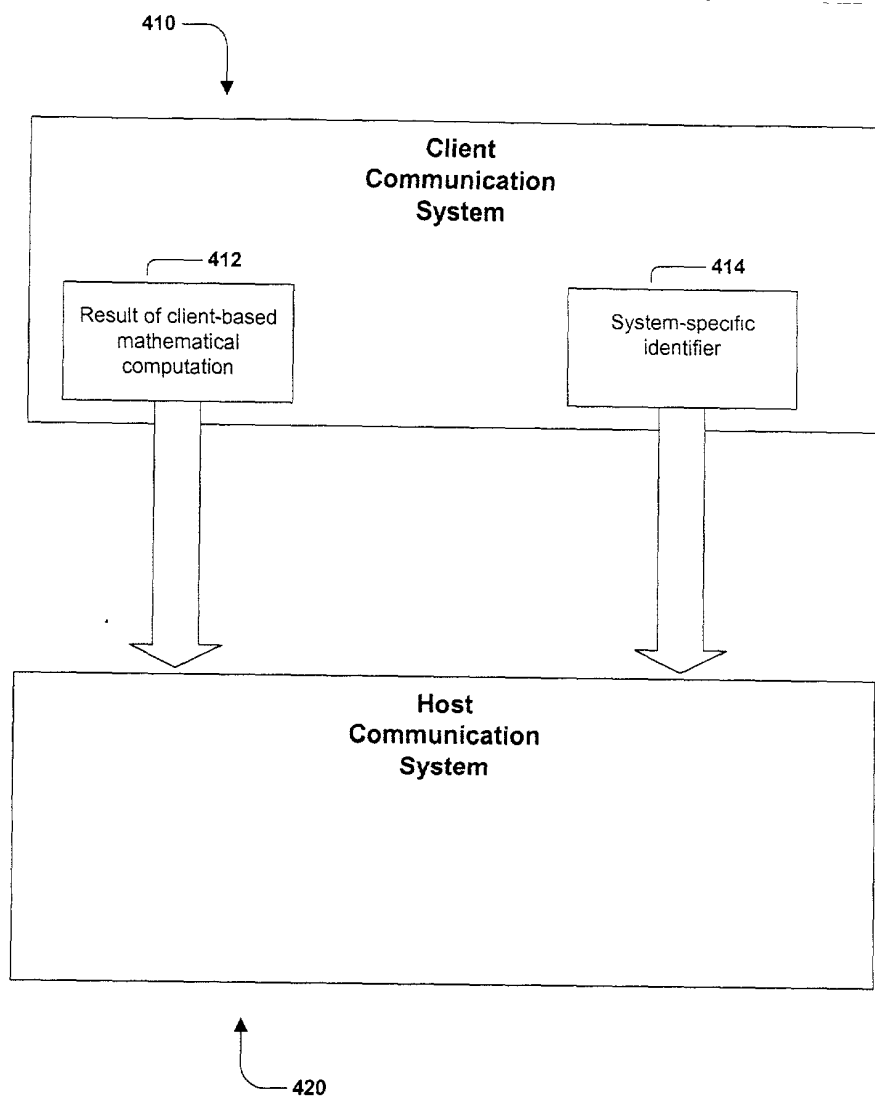 410
Client
Communication
System
412
414
Result of client-based
mathematical
computation
System-specific
identifier
Host
Communication
System
420